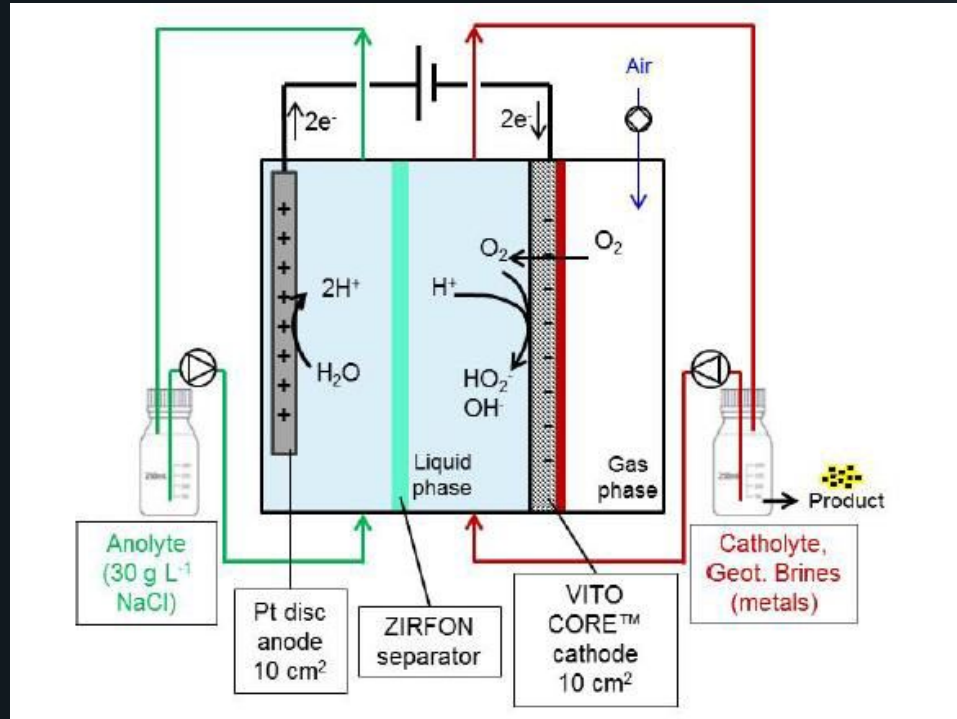 Air
2e-
2e-
+
+
+
+
+
+
+
+
2H+
H2O
H+
O2
O2
HO2-
OH-
Liquid
phase
Gas
phase
Product
Anolyte
(30 g L-1
NaCl)
Pt disc
anode
10 cm2
ZIRFON
separator
VITO
CORE™
cathode
10 cm2
Catholyte,
Geot. Brines
(metals)